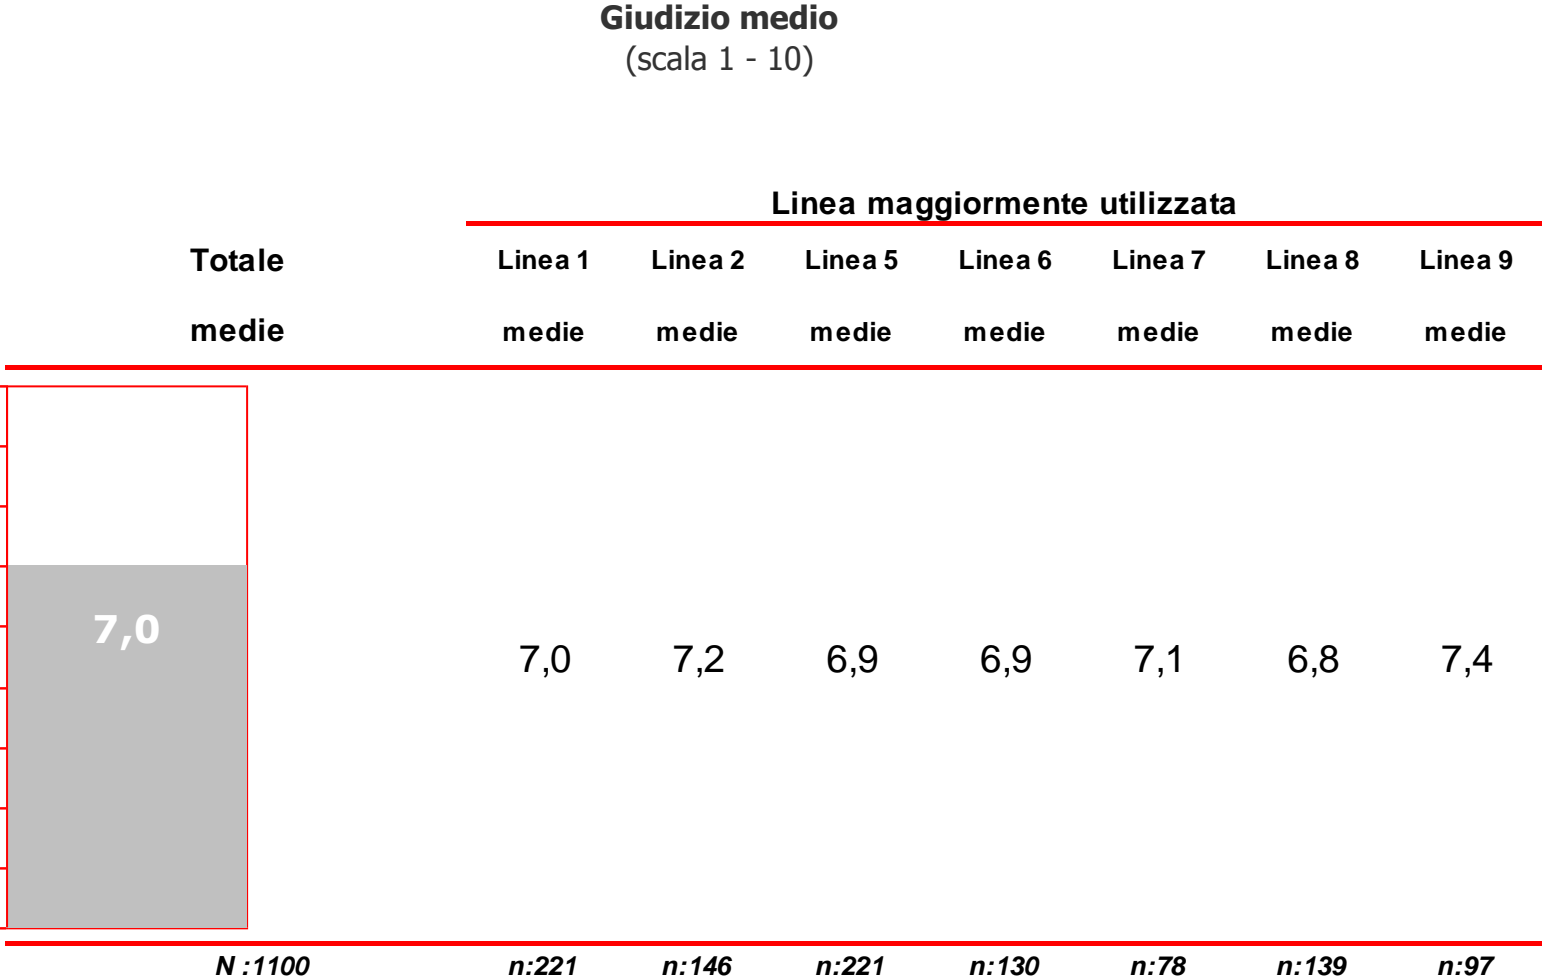 Giudizio medio
(scala 1 - 10)
Linea maggiormente utilizzata
Totale Linea 1 Linea 2 Linea 5 Linea 6 Linea 7 Linea 8 Linea 9
medie medie medie medie medie medie medie medie
7,0
7,0 7,2 6,9 6,9 7,1 6,8 7,4
N :1100 n:221 n:146 n:221 n:130 n:78 n:139 n:97